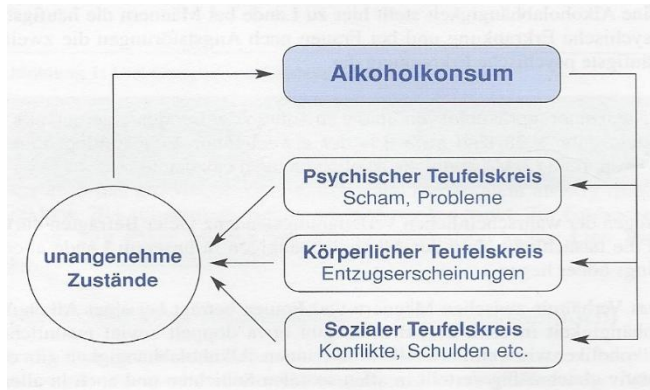 Alkoholkonsum
Psychischer Teufelskreis
Scham, Probleme
unangenehme
Zustände
Körperlicher Teufelskreis
Entzugserscheinungen
Sozialer Teufelskreis
Konflikte, Schulden etc.